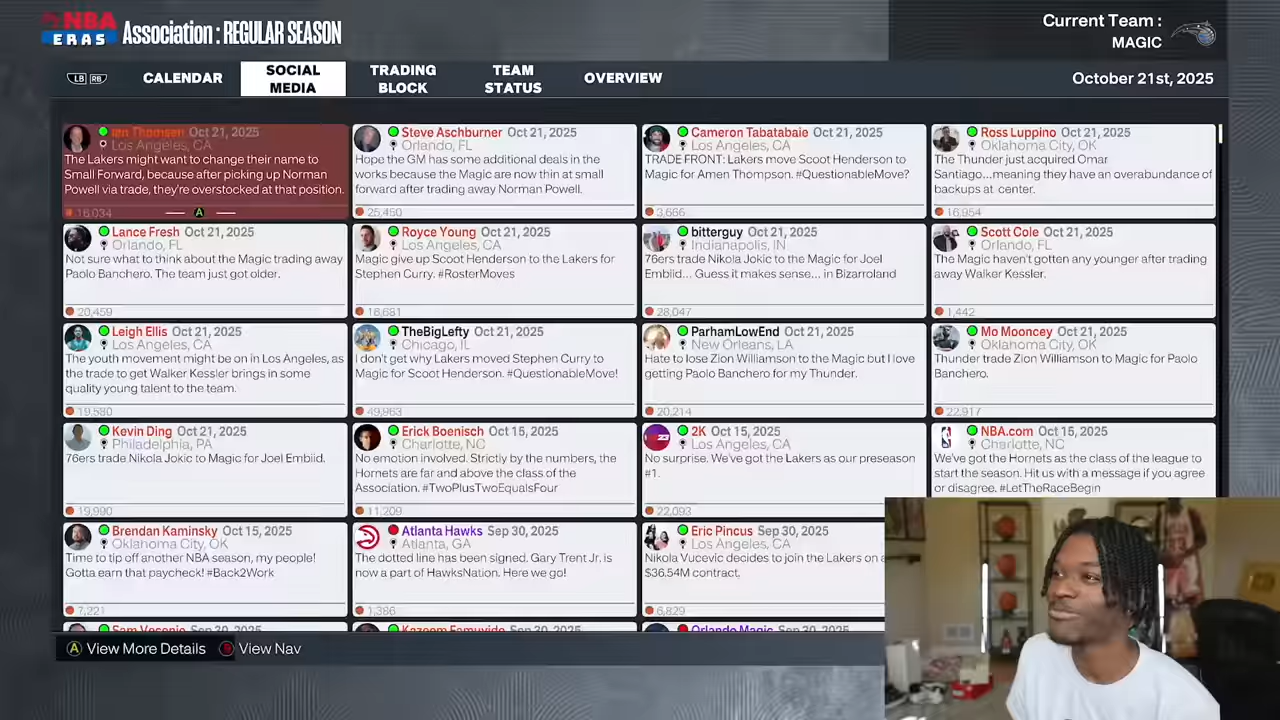 NBA
ERAS
Association : REGULAR SEASON
Current Team :
MAGIC
LB RB
CALENDAR
SOCIAL
MEDIA
TRADING
BLOCK
TEAM
STATUS
OVERVIEW
October 21st, 2025
Ian Thomsen Oct 21, 2025
Los Angeles, CA
The Lakers might want to change their name to
Small Forward, because after picking up Norman
Powell via trade, they're overstocked at that position.
16,034
A
Steve Aschburner Oct 21, 2025
Orlando, FL
Hope the GM has some additional deals in the
works because the Magic are now thin at small
forward after trading away Norman Powell.
25,450
Cameron Tabatabaie Oct 21, 2025
Los Angeles, CA
TRADE FRONT: Lakers move Scoot Henderson to
Magic for Amen Thompson. #QuestionableMove?
3,666
Ross Luppino Oct 21, 2025
Oklahoma City, OK
The Thunder just acquired Omar
Santiago...meaning they have an overabundance of
backups at center.
16,954
Lance Fresh Oct 21, 2025
Orlando, FL
Not sure what to think about the Magic trading away
Paolo Banchero. The team just got older.
20,459
Royce Young Oct 21, 2025
Los Angeles, CA
Magic give up Scoot Henderson to the Lakers for
Stephen Curry. #RosterMoves
16,681
bitterguy Oct 21, 2025
Indianapolis, IN
76ers trade Nikola Jokic to the Magic for Joel
Embiid... Guess it makes sense... in Bizarroland
28,047
Scott Cole Oct 21, 2025
Orlando, FL
The Magic haven't gotten any younger after trading
away Walker Kessler.
1,442
Leigh Ellis Oct 21, 2025
Los Angeles, CA
The youth movement might be on in Los Angeles, as
the trade to get Walker Kessler brings in some
quality young talent to the team.
19,580
TheBigLefty Oct 21, 2025
Chicago, IL
I don't get why Lakers moved Stephen Curry to
Magic for Scoot Henderson. #QuestionableMove!
49,963
ParhamLowEnd Oct 21, 2025
New Orleans, LA
Hate to lose Zion Williamson to the Magic but I love
getting Paolo Banchero for my Thunder.
20,214
Mo Mooncey Oct 21, 2025
Oklahoma City, OK
Thunder trade Zion Williamson to Magic for Paolo
Banchero.
22,917
Kevin Ding Oct 21, 2025
Philadelphia, PA
76ers trade Nikola Jokic to Magic for Joel Embiid.
19,990
Erick Boenisch Oct 15, 2025
Charlotte, NC
No emotion involved. Strictly by the numbers, the
Hornets are far and above the class of the
Association. #TwoPlusTwoEqualsFour
11,209
2K Oct 15, 2025
Los Angeles, CA
No surprise. We've got the Lakers as our preseason
#1.
22,093
NBA.com Oct 15, 2025
Charlotte, NC
We've got the Hornets as the class of the league to
start the season. Hit us with a message if you agree
or disagree. #LetTheRaceBegin
Brendan Kaminsky Oct 15, 2025
Oklahoma City, OK
Time to tip off another NBA season, my people!
Gotta earn that paycheck! #Back2Work
7,221
Atlanta Hawks Sep 30, 2025
Atlanta, GA
The dotted line has been signed. Gary Trent Jr. is
now a part of HawksNation. Here we go!
1,386
Eric Pincus Sep 30, 2025
Los Angeles, CA
Nikola Vucevic decides to join the Lakers on a
$36.54M contract.
6,829
Sep 30, 2025
Sep 30, 2025
Orlando Magic Sep 30, 2025
A View More Details
B View Nav